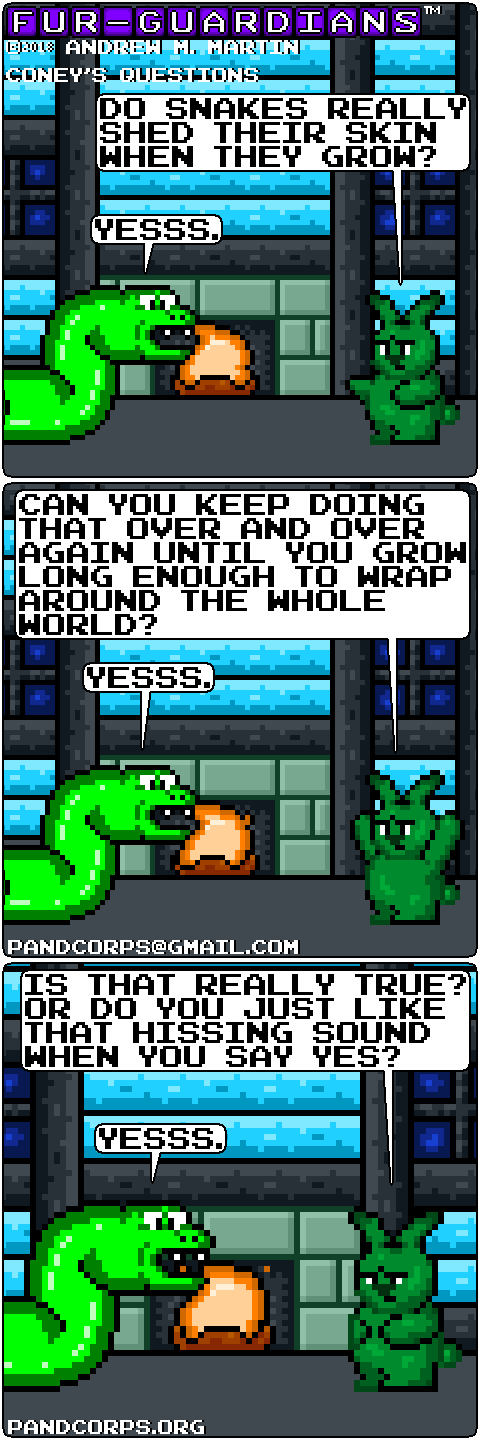 FUR-GUARDIANS™
©2018 ANDREW M. MARTIN
CONEY'S QUESTIONS
DO SNAKES REALLY
SHED THEIR SKIN
WHEN THEY GROW?
YESSS.
CAN YOU KEEP DOING
THAT OVER AND OVER
AGAIN UNTIL YOU GROW
LONG ENOUGH TO WRAP
AROUND THE WHOLE
WORLD?
YESSS.
PANDCORPS@GMAIL.COM
IS THAT REALLY TRUE?
OR DO YOU JUST LIKE
THAT HISSING SOUND
WHEN YOU SAY YES?
YESSS.
PANDCORPS.ORG